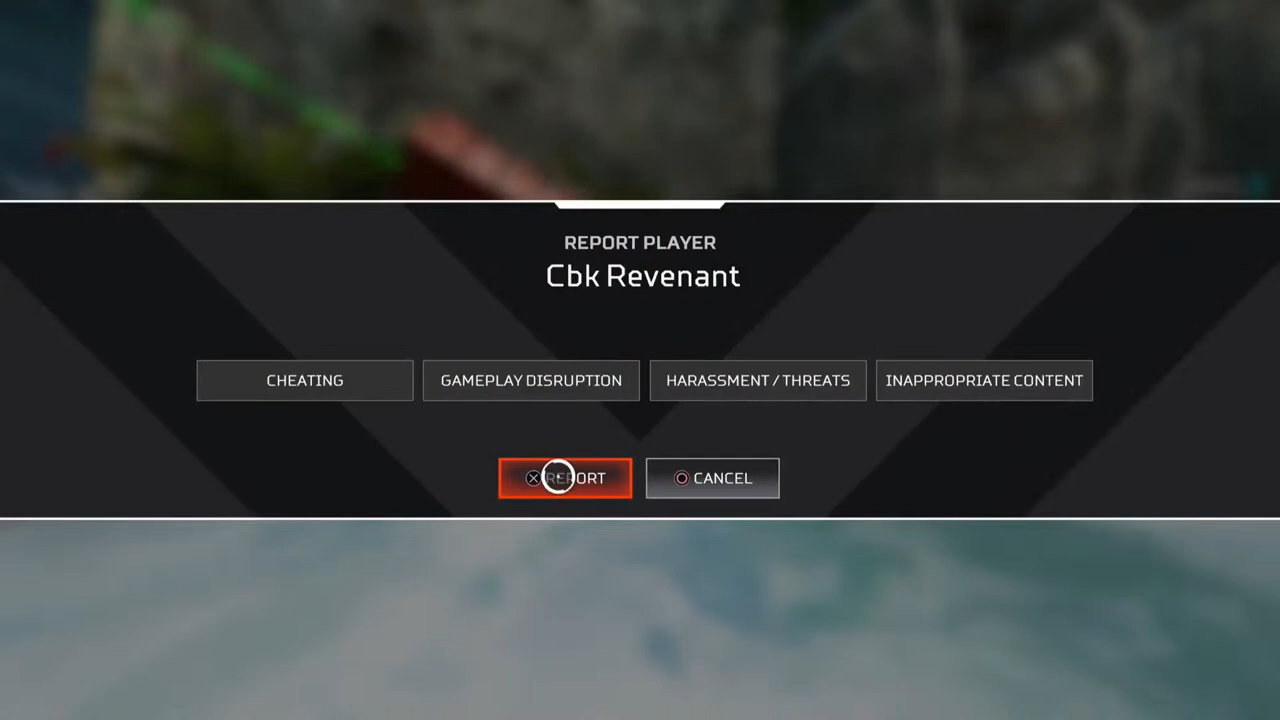 REPORT PLAYER
Cbk Revenant
CHEATING
GAMEPLAY DISRUPTION
HARASSMENT / THREATS
INAPPROPRIATE CONTENT
REPORT
CANCEL